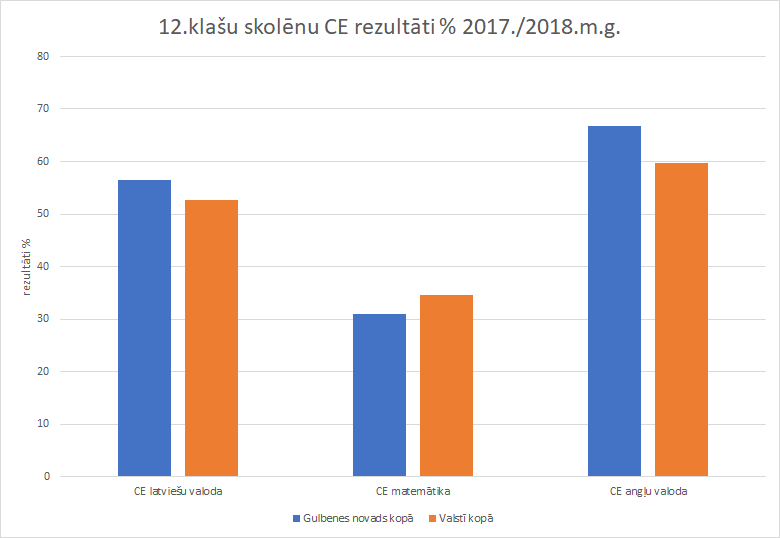 12.klašu skolēnu CE rezultāti % 2017./2018.m.g.
80
70
60
50
40
30
20
10
0
rezultāti %
CE latviešu valoda
CE matemātika
CE angļu valoda
Gulbenes novads kopā
Valstī kopā